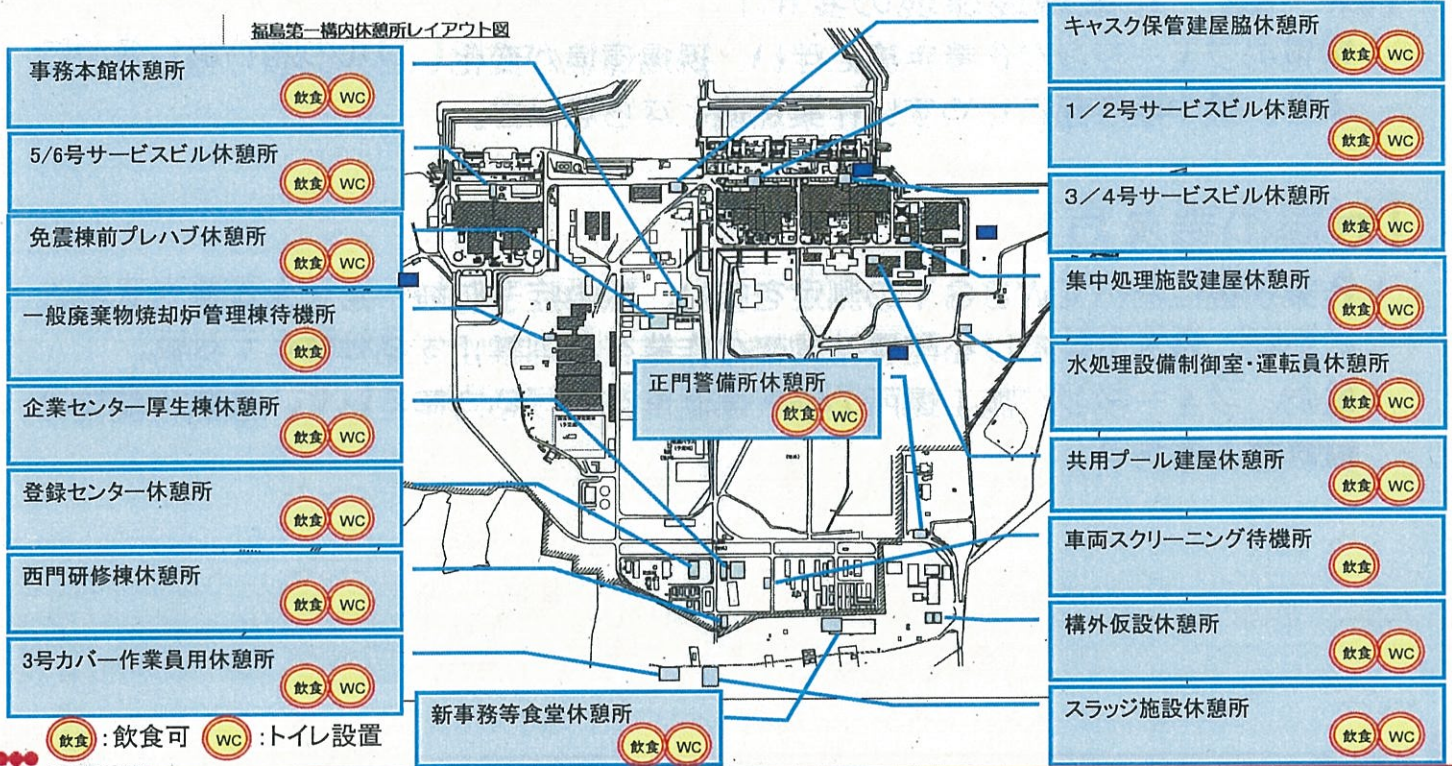 福島第一構内休憩所レイアウト図
事務本館休憩所
飲食 WC
5/6号サービスビル休憩所
飲食 WC
免震棟前プレハブ休憩所
飲食 WC
一般廃棄物焼却炉管理棟待機所
飲食
企業センター厚生棟休憩所
飲食 WC
登録センター休憩所
飲食 WC
西門研修棟休憩所
飲食 WC
3号カバー作業員用休憩所
飲食 WC
飲食:飲食可 WC:トイレ設置
正門警備所休憩所
飲食 WC
新事務等食堂休憩所
飲食 WC
キャスク保管建屋脇休憩所
飲食 WC
1/2号サービスビル休憩所
飲食 WC
3/4号サービスビル休憩所
飲食 WC
集中処理施設建屋休憩所
飲食 WC
水処理設備制御室・運転員休憩所
飲食 WC
共用プール建屋休憩所
飲食 WC
車両スクリーニング待機所
飲食
構外仮設休憩所
飲食 WC
スラッジ施設休憩所
飲食 WC